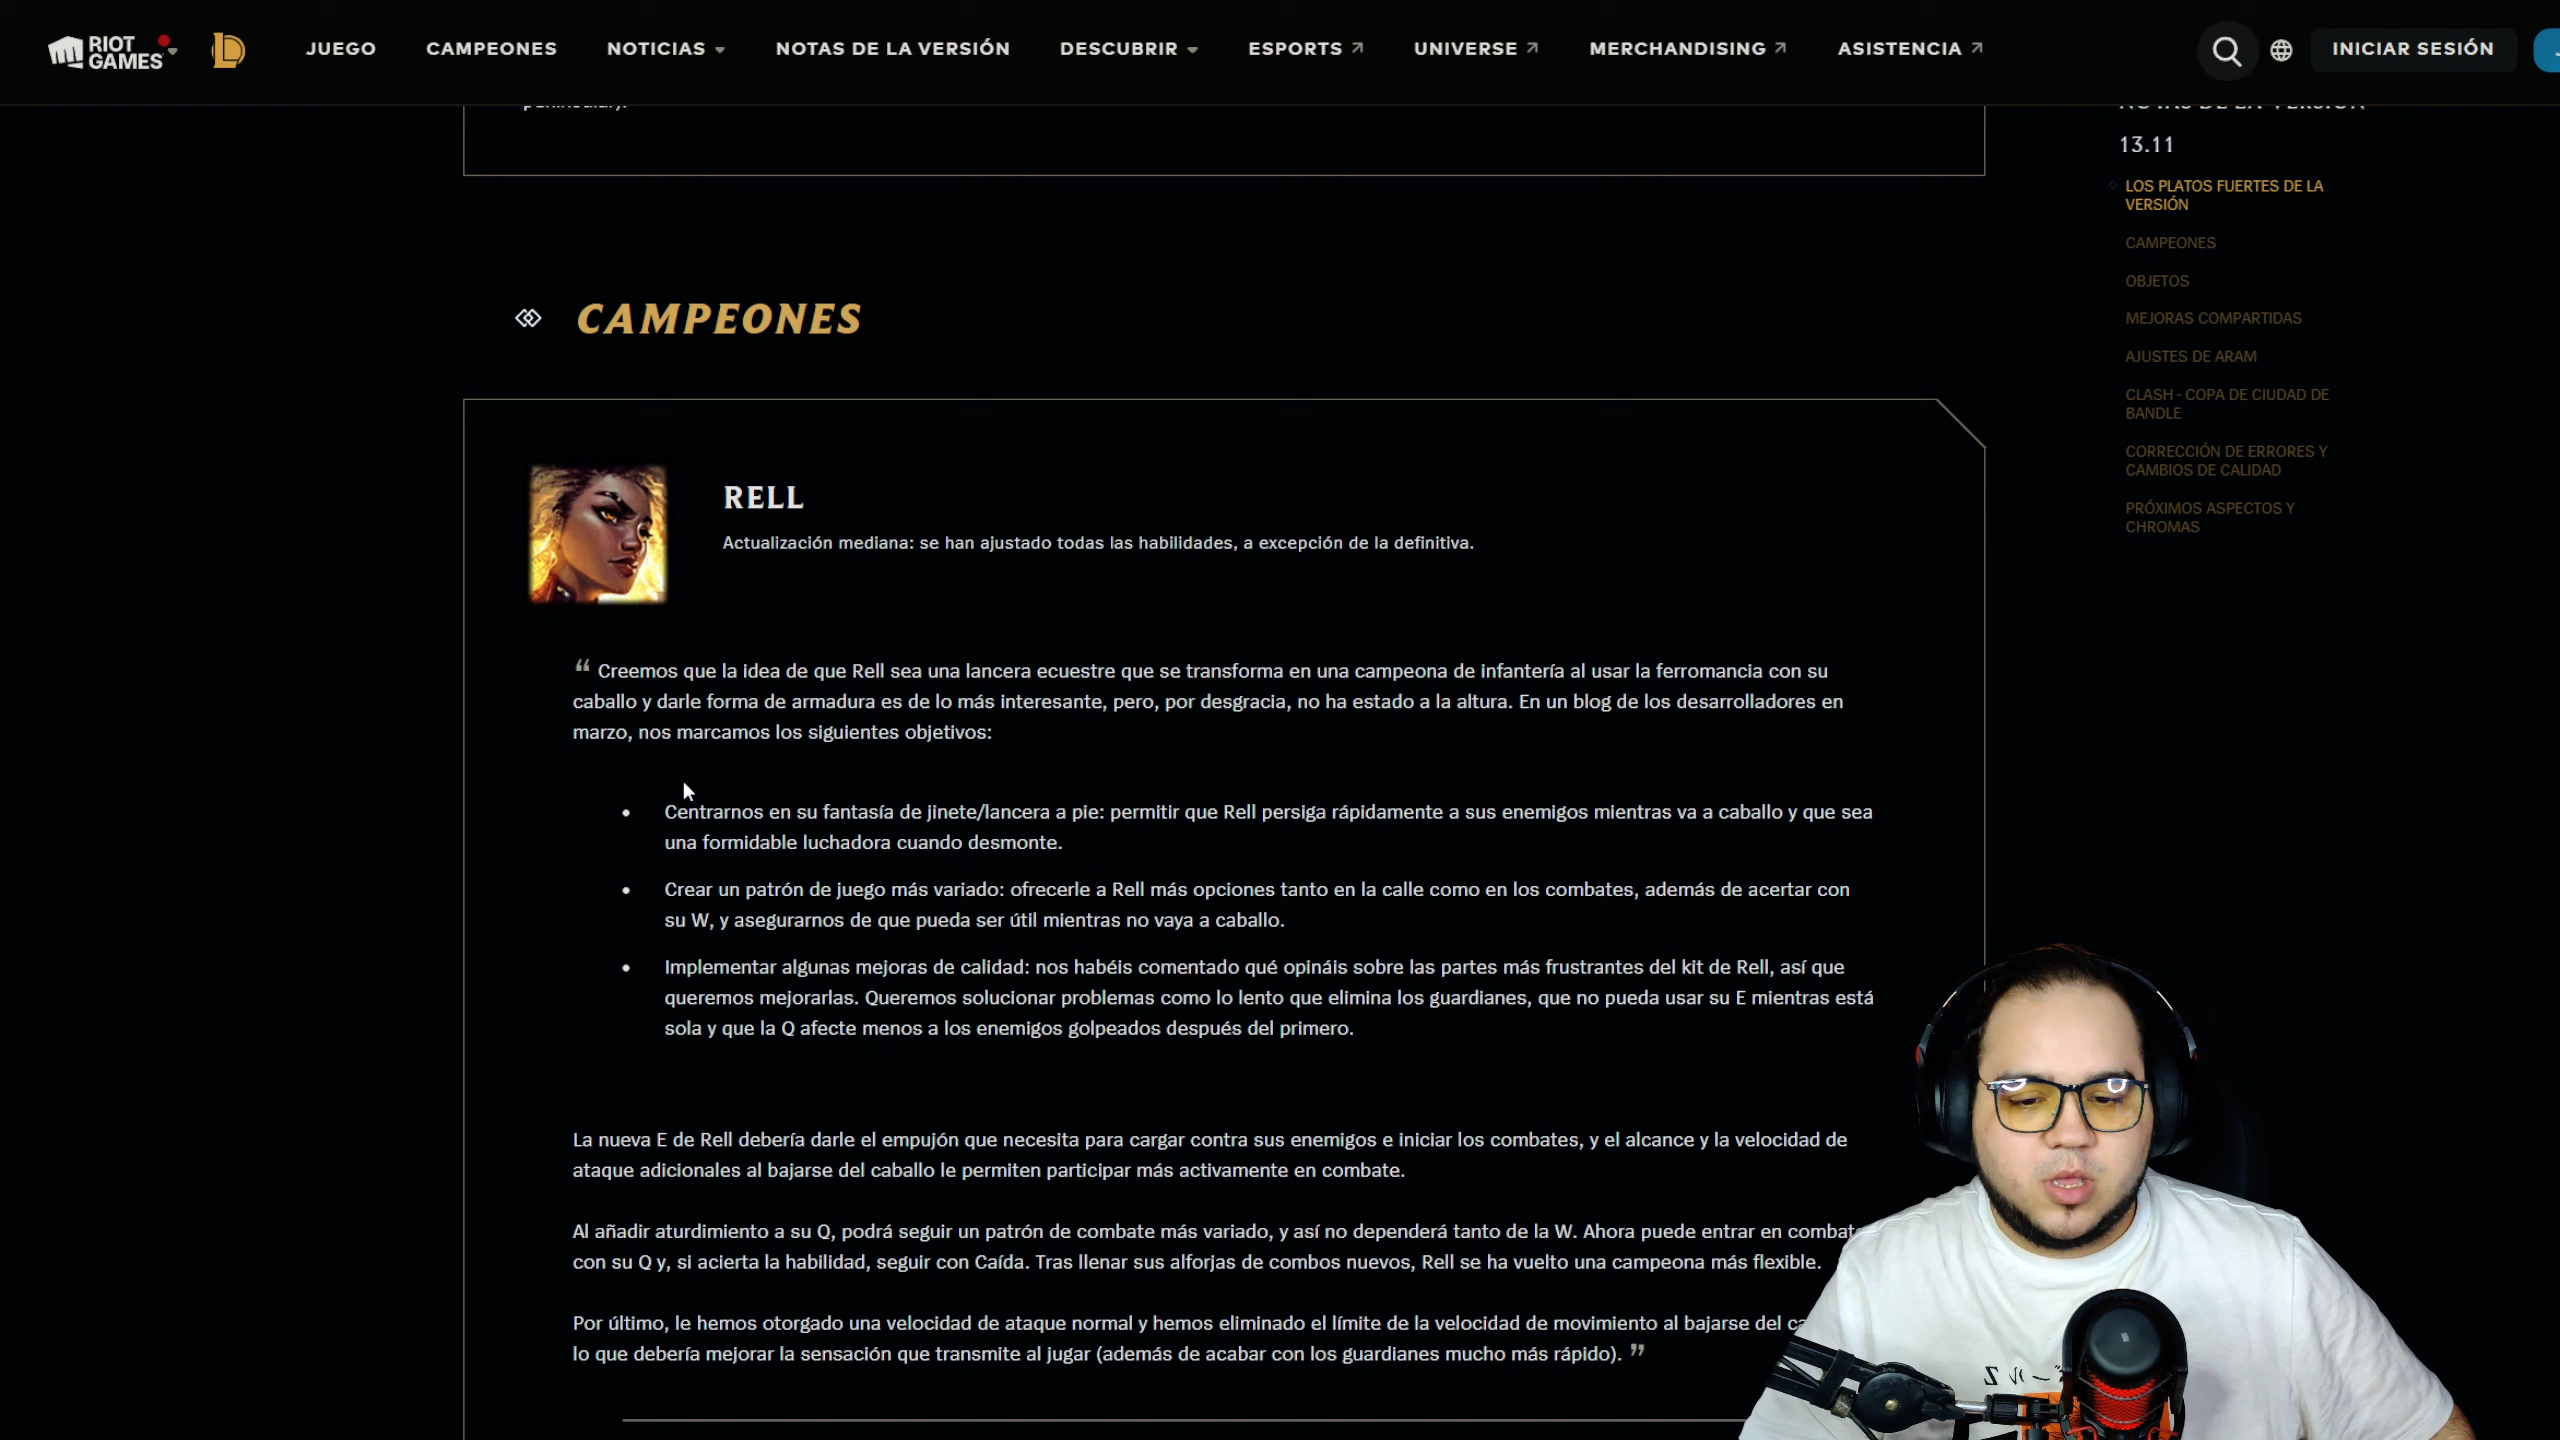 RIOT GAMES
JUEGO
CAMPEONES
NOTICIAS
NOTAS DE LA VERSIÓN
DESCUBRIR
ESPORTS
UNIVERSE
MERCHANDISING
ASISTENCIA
INICIAR SESIÓN
NOTAS DE LA VERSIÓN
13.11
LOS PLATOS FUERTES DE LA
VERSIÓN
CAMPEONES
OBJETOS
MEJORAS COMPARTIDAS
AJUSTES DE ARAM
CLASH - COPA DE CIUDAD DE
BANDLE
CORRECCIÓN DE ERRORES Y
CAMBIOS DE CALIDAD
PRÓXIMOS ASPECTOS Y
CHROMAS
CAMPEONES
RELL
Actualización mediana: se han ajustado todas las habilidades, a excepción de la definitiva.
“ Creemos que la idea de que Rell sea una lancera ecuestre que se transforma en una campeona de infantería al usar la ferromancia con su
caballo y darle forma de armadura es de lo más interesante, pero, por desgracia, no ha estado a la altura. En un blog de los desarrolladores en
marzo, nos marcamos los siguientes objetivos:
• Centrarnos en su fantasía de jinete/lancera a pie: permitir que Rell persiga rápidamente a sus enemigos mientras va a caballo y que sea
una formidable luchadora cuando desmonte.
• Crear un patrón de juego más variado: ofrecerle a Rell más opciones tanto en la calle como en los combates, además de acertar con
su W, y asegurarnos de que pueda ser útil mientras no vaya a caballo.
• Implementar algunas mejoras de calidad: nos habéis comentado qué opináis sobre las partes más frustrantes del kit de Rell, así que
queremos mejorarlas. Queremos solucionar problemas como lo lento que elimina los guardianes, que no pueda usar su E mientras está
sola y que la Q afecte menos a los enemigos golpeados después del primero.
La nueva E de Rell debería darle el empujón que necesita para cargar contra sus enemigos e iniciar los combates, y el alcance y la velocidad de
ataque adicionales al bajarse del caballo le permiten participar más activamente en combate.
Al añadir aturdimiento a su Q, podrá seguir un patrón de combate más variado, y así no dependerá tanto de la W. Ahora puede entrar en combate
con su Q y, si acierta la habilidad, seguir con Caída. Tras llenar sus alforjas de combos nuevos, Rell se ha vuelto una campeona más flexible.
Por último, le hemos otorgado una velocidad de ataque normal y hemos eliminado el límite de la velocidad de movimiento al bajarse del
lo que debería mejorar la sensación que transmite al jugar (además de acabar con los guardianes mucho más rápido). ”